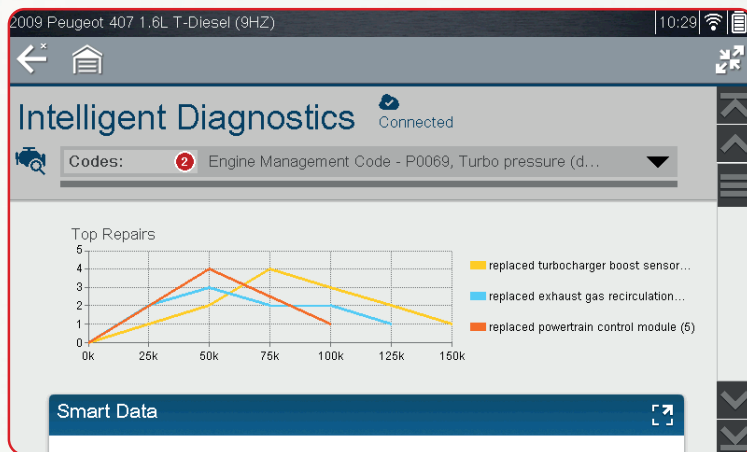 2009 Peugeot 407 1.6L T-Diesel (9HZ) 10:29
Intelligent Diagnostics
Connected
Codes: 2 Engine Management Code - P0069, Turbo pressure (d...
Top Repairs
5
4
3
2
1
0
0k 25k 50k 75k 100k 125k 150k
replaced turbocharger boost sensor...
replaced exhaust gas recirculation...
replaced powertrain control module (5)
Smart Data